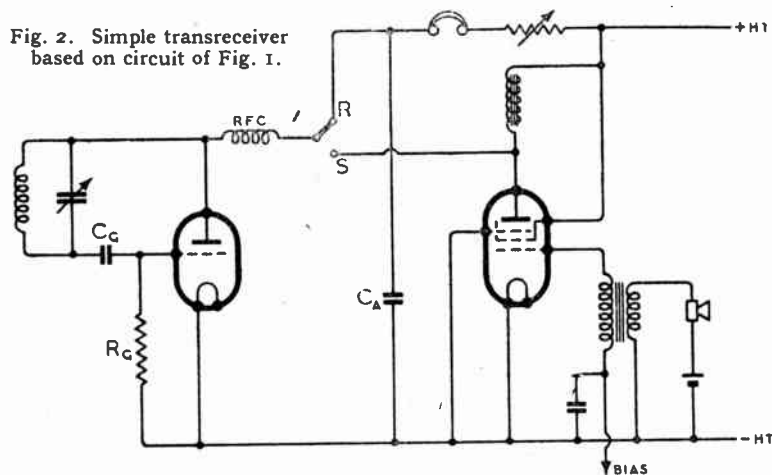 Fig. 2. Simple transreceiver
based on circuit of Fig. 1.
+HT
RFC
R
S
CG
CA
RG
-HT
BIAS